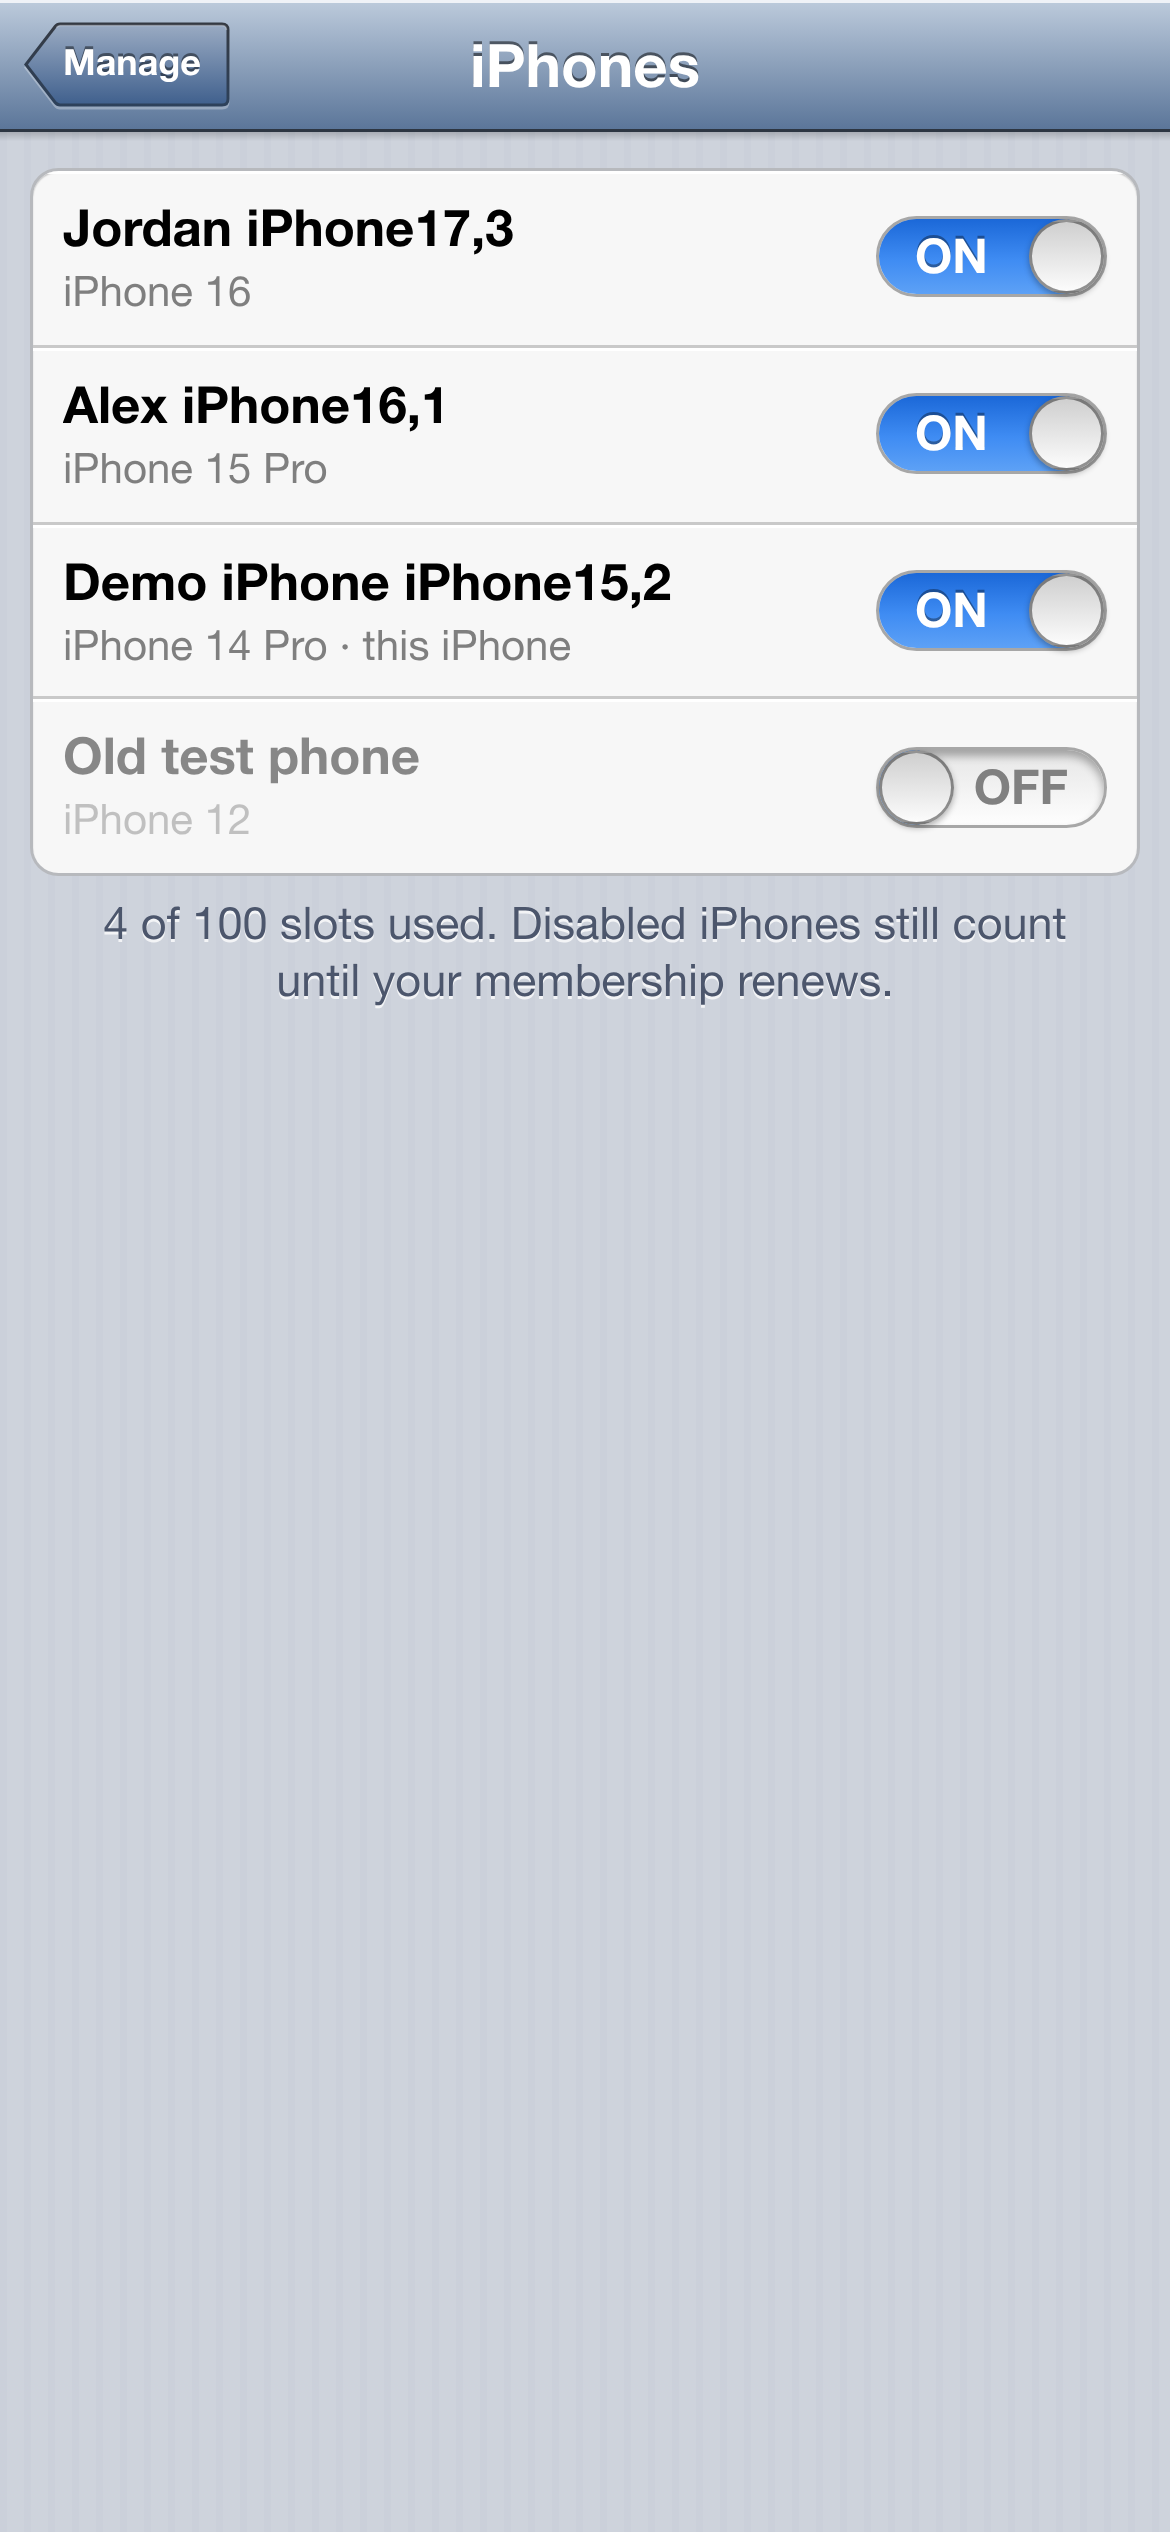 Manage
iPhones
Jordan iPhone17,3
iPhone 16
ON
Alex iPhone16,1
iPhone 15 Pro
ON
Demo iPhone iPhone15,2
iPhone 14 Pro · this iPhone
ON
Old test phone
iPhone 12
OFF
4 of 100 slots used. Disabled iPhones still count
until your membership renews.